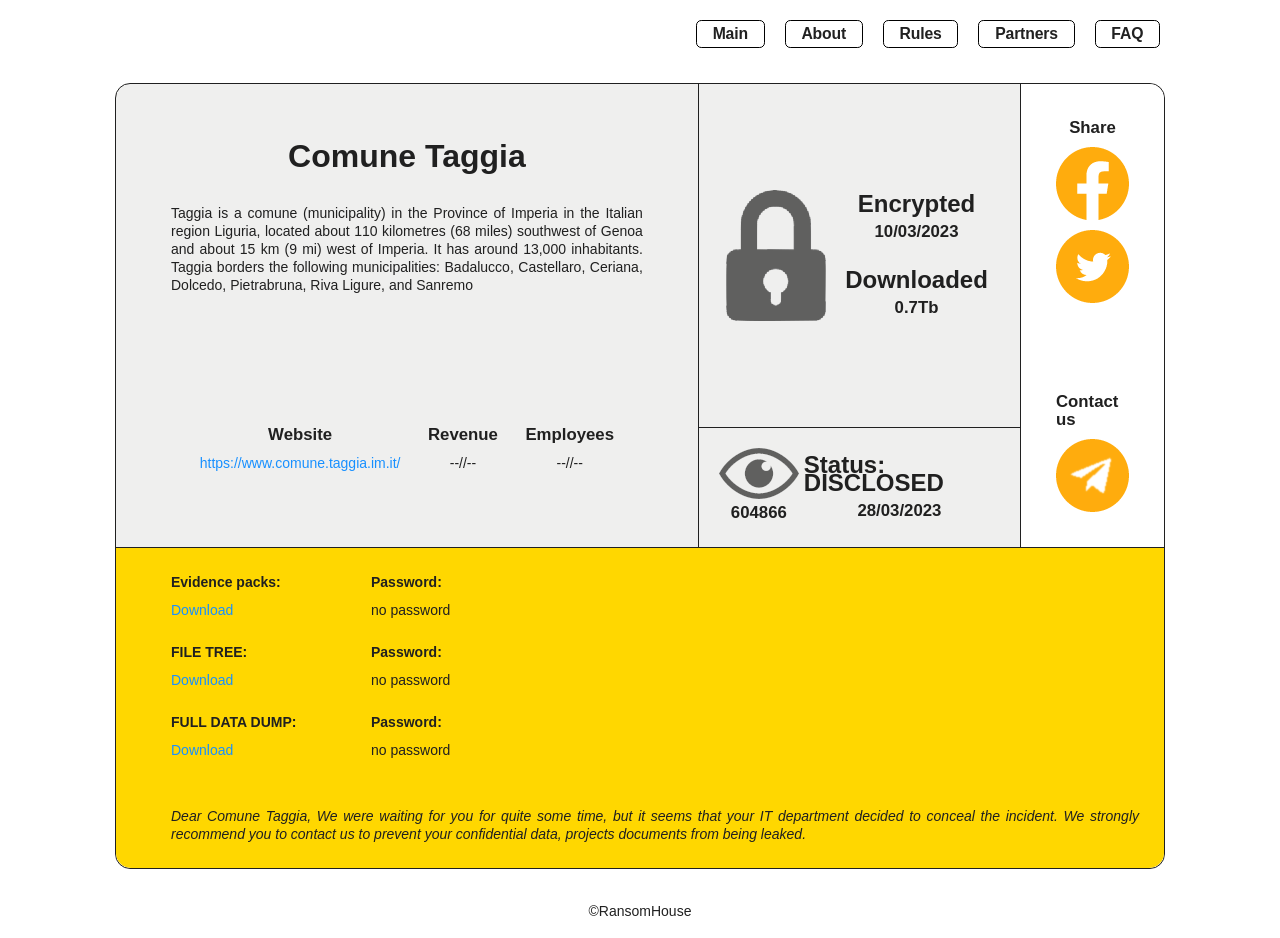 Main
About
Rules
Partners
FAQ
Comune Taggia
Taggia is a comune (municipality) in the Province of Imperia in the Italian
region Liguria, located about 110 kilometres (68 miles) southwest of Genoa
and about 15 km (9 mi) west of Imperia. It has around 13,000 inhabitants.
Taggia borders the following municipalities: Badalucco, Castellaro, Ceriana,
Dolcedo, Pietrabruna, Riva Ligure, and Sanremo
Website
https://www.comune.taggia.im.it/
Revenue
--//--
Employees
--//--
Encrypted
10/03/2023
Downloaded
0.7Tb
604866
Status:
DISCLOSED
28/03/2023
Share
Contact
us
Evidence packs:
Password:
Download
no password
FILE TREE:
Password:
Download
no password
FULL DATA DUMP:
Password:
Download
no password
Dear Comune Taggia, We were waiting for you for quite some time, but it seems that your IT department decided to conceal the incident. We strongly
recommend you to contact us to prevent your confidential data, projects documents from being leaked.
©RansomHouse